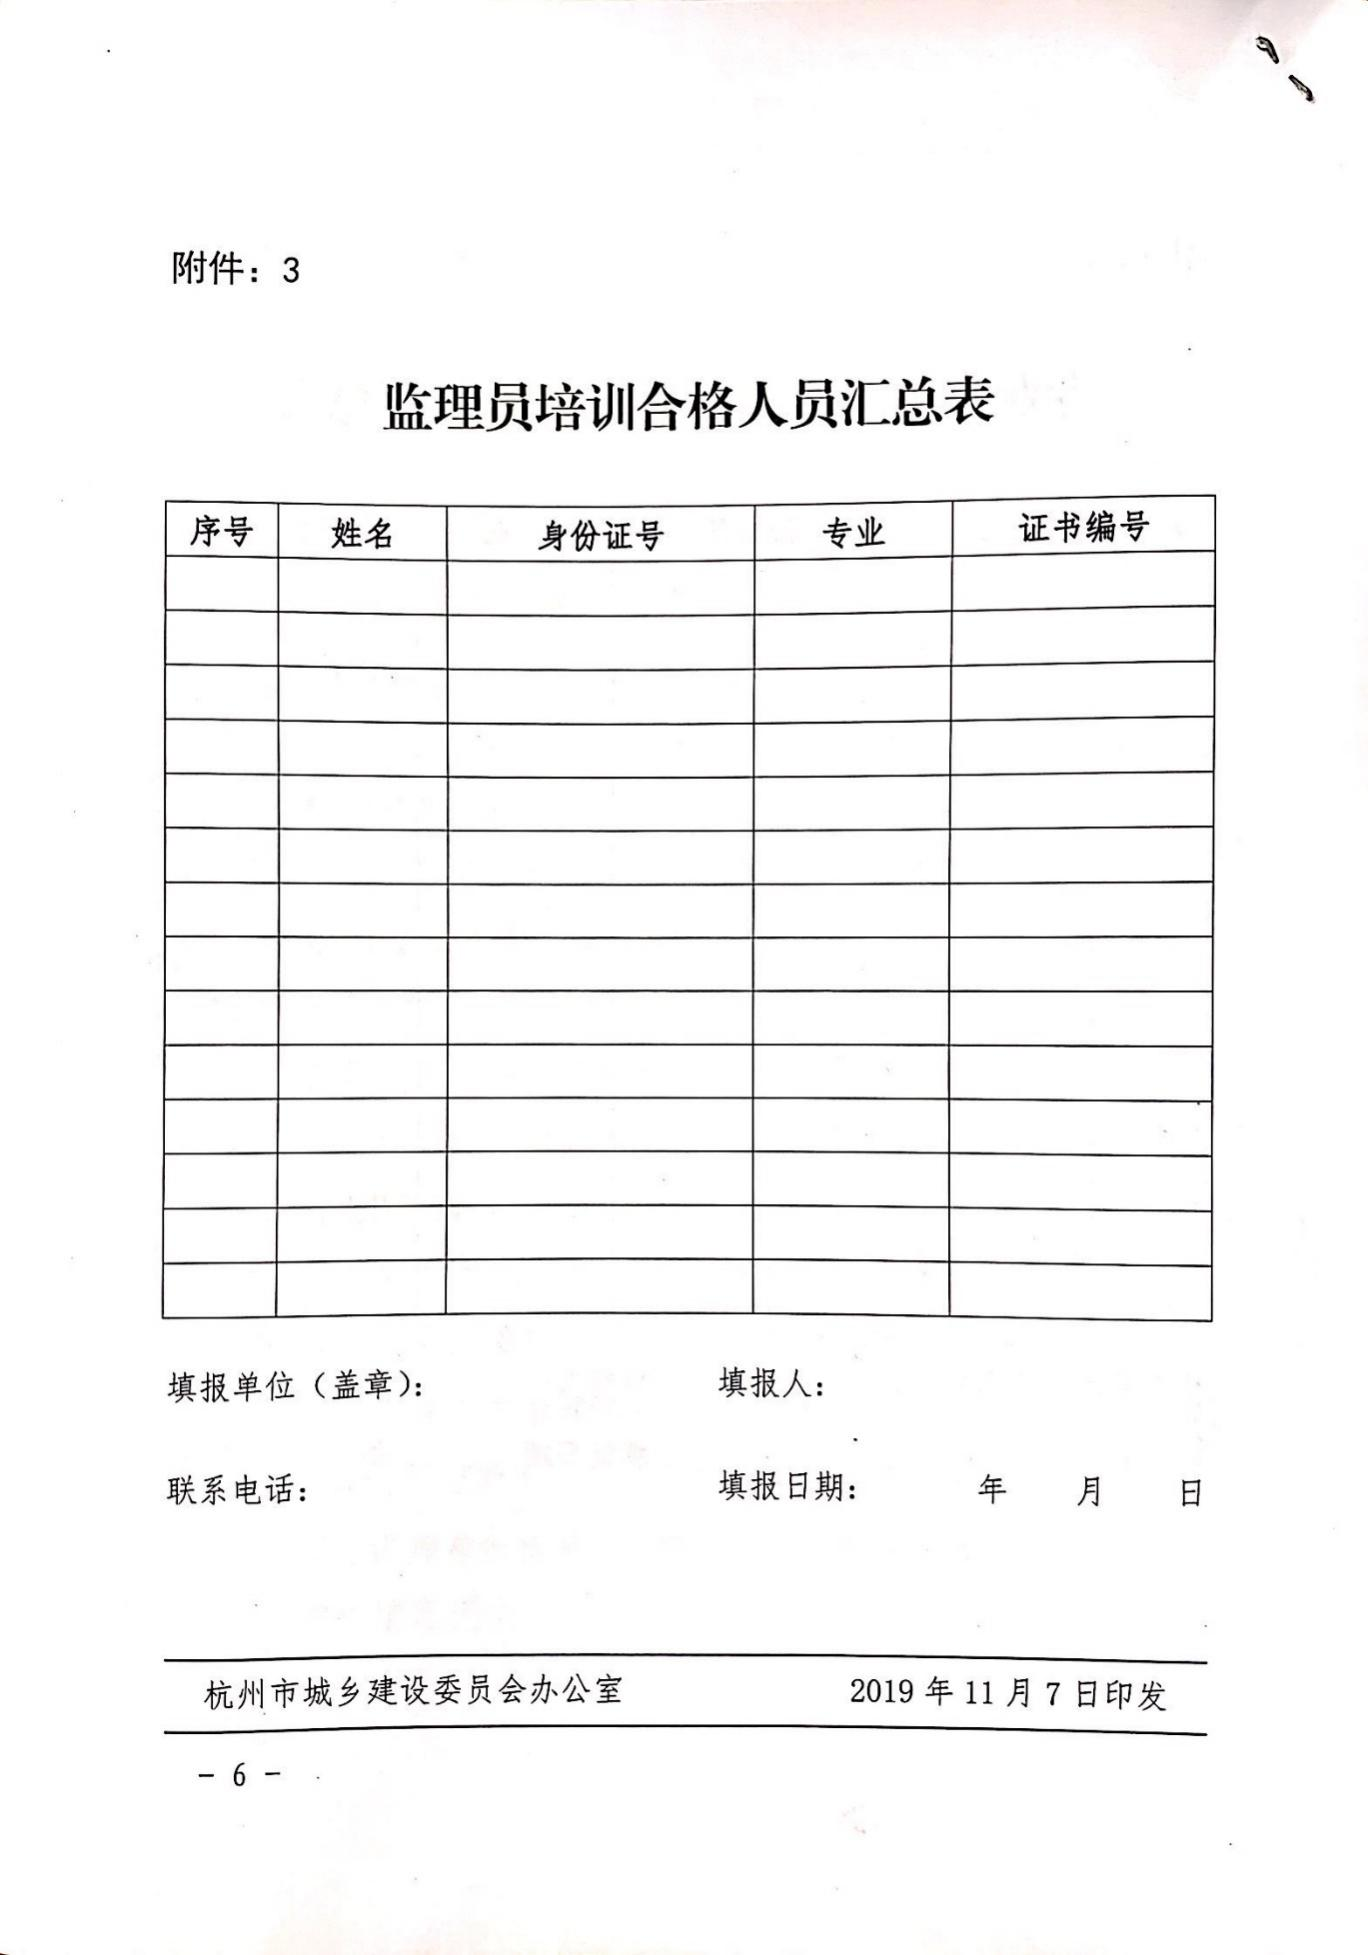 附件：3
监理员培训合格人员汇总表
序号 姓名 身份证号 专业 证书编号
填报单位（盖章）： 填报人：
联系电话： 填报日期： 年 月 日
杭州市城乡建设委员会办公室 2019年11月7日印发
- 6 -